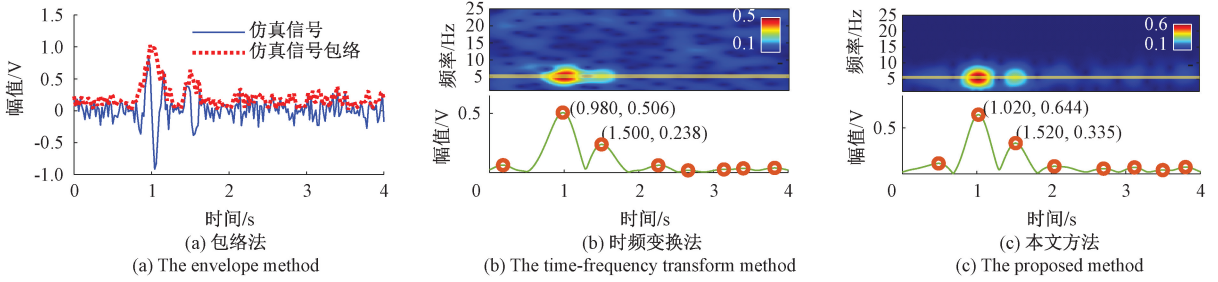 1.5
1.0
0.5
0
-0.5
-1.0
幅值/V
仿真信号
仿真信号包络
0
1
2
3
4
时间/s
(a) 包络法
(a) The envelope method
25
20
15
10
5
频率/Hz
0.5
0.1
0.5
幅值/V
(0.980, 0.506)
(1.500, 0.238)
0
1
2
3
4
时间/s
(b) 时频变换法
(b) The time-frequency transform method
25
20
15
10
5
频率/Hz
0.6
0.1
0.5
幅值/V
(1.020, 0.644)
(1.520, 0.335)
0
1
2
3
4
时间/s
(c) 本文方法
(c) The proposed method